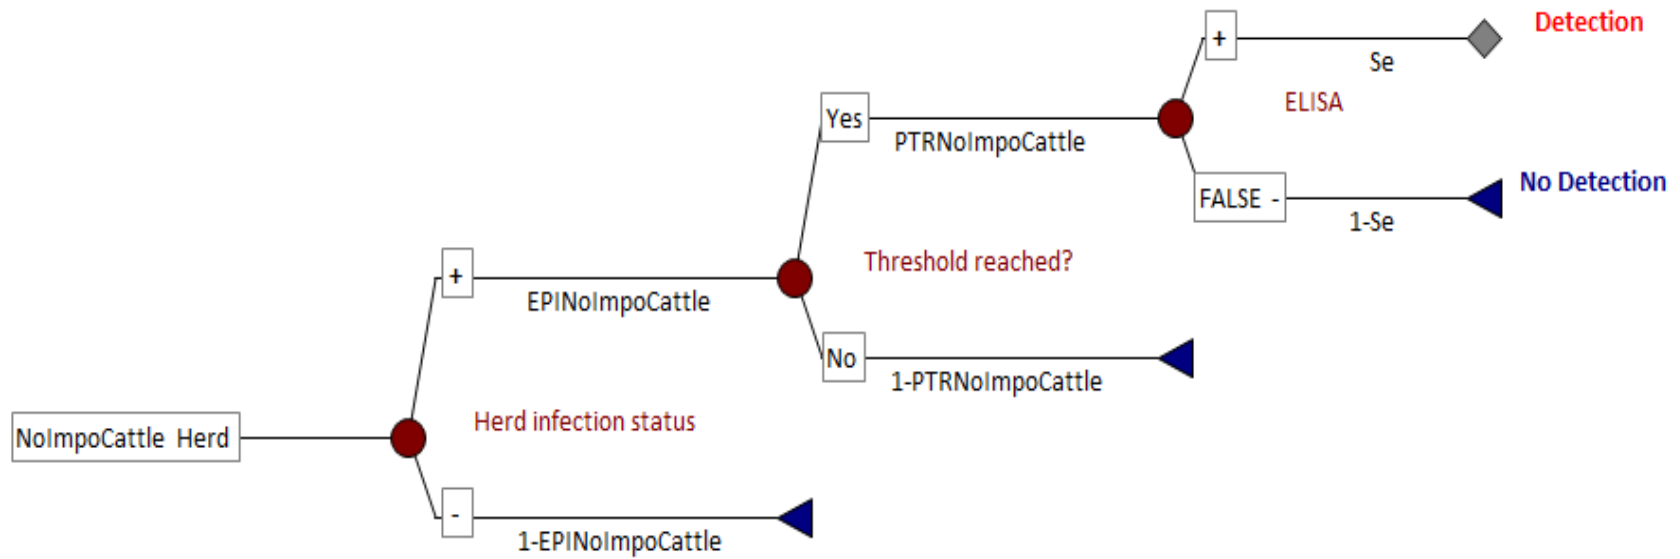 Detection
+
Se
ELISA
Yes
PTRNoImpoCattle
FALSE -
No Detection
1-Se
+
EPINoImpoCattle
Threshold reached?
No
1-PTRNoImpoCattle
NoImpoCattle Herd
Herd infection status
-
1-EPINoImpoCattle